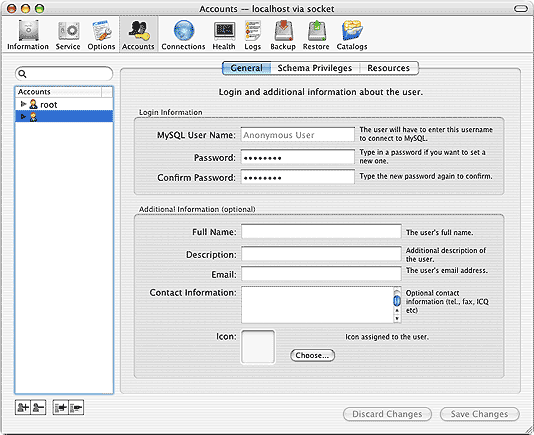 Accounts -- localhost via socket
Information Service Options Accounts Connections Health Logs Backup Restore Catalogs
General Schema Privileges Resources
Accounts
root
Login and additional information about the user.
Login Information
MySQL User Name: Anonymous User The user will have to enter this username
to connect to MySQL.
Password: •••••••• Type in a password if you want to set a
new one.
Confirm Password: •••••••• Type the new password again to confirm.
Additional Information (optional)
Full Name: The user's full name.
Description: Additional description of
the user.
Email: The user's email address.
Contact Information: Optional contact
information (tel., fax, ICQ
etc)
Icon: Icon assigned to the user.
Choose...
Discard Changes Save Changes